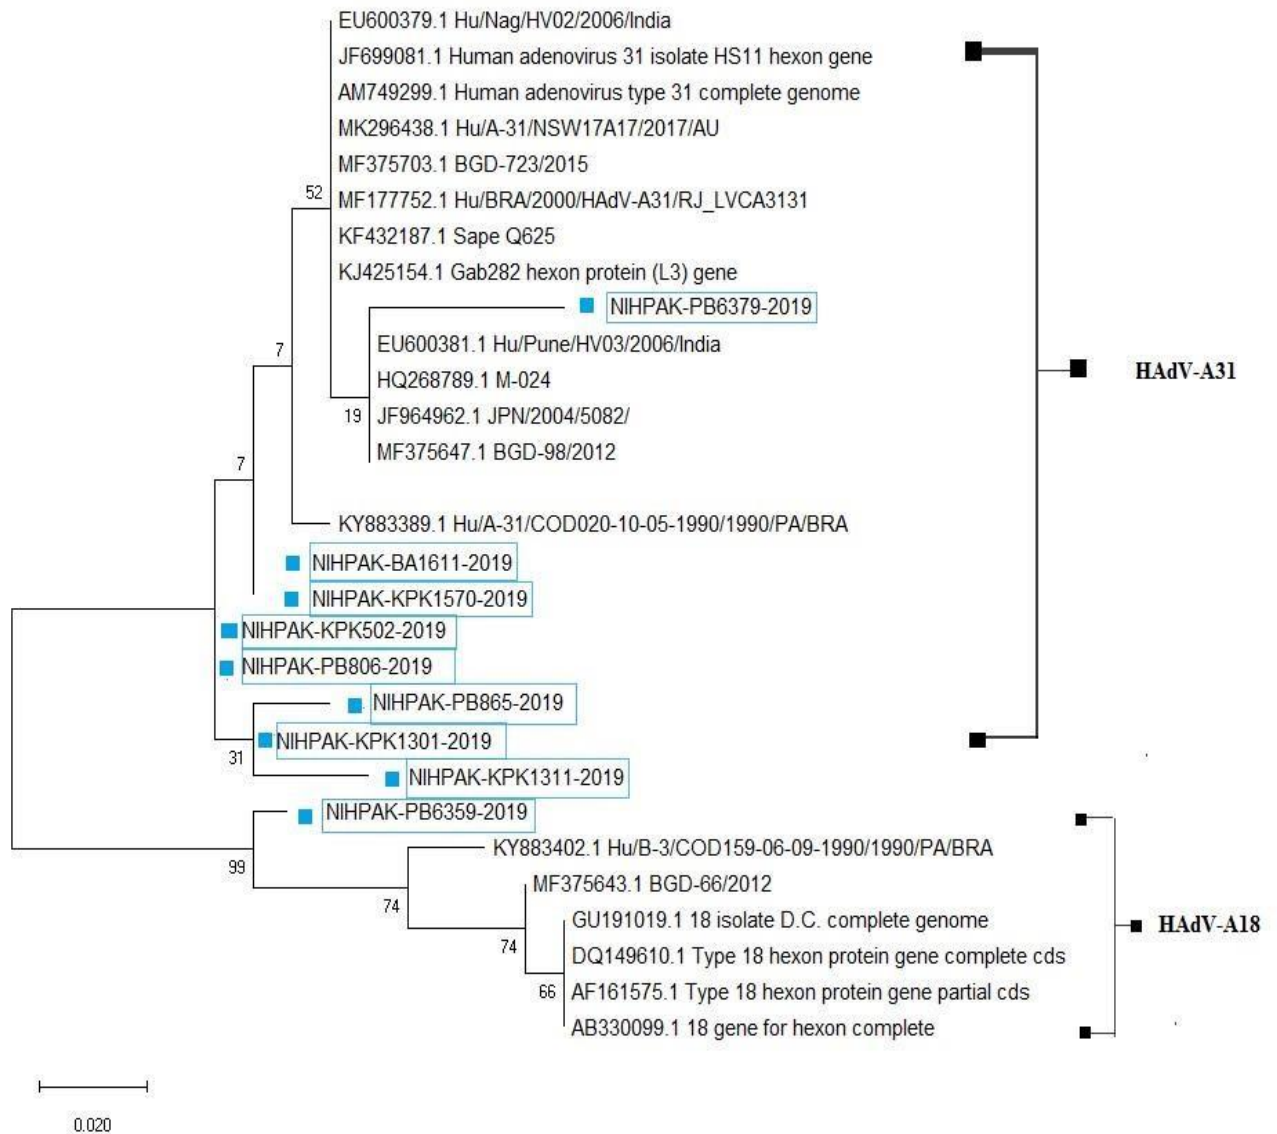 EU600379.1 Hu/Nag/HV02/2006/India
JF699081.1 Human adenovirus 31 isolate HS11 hexon gene
AM749299.1 Human adenovirus type 31 complete genome
MK296438.1 Hu/A-31/NSW17A17/2017/AU
MF375703.1 BGD-723/2015
52
MF177752.1 Hu/BRA/2000/HAdV-A31/RJ_LVCA3131
KF432187.1 Sape Q625
KJ425154.1 Gab282 hexon protein (L3) gene
NIHPAK-PB6379-2019
7
EU600381.1 Hu/Pune/HV03/2006/India
HAdV-A31
HQ268789.1 M-024
19
JF964962.1 JPN/2004/5082/
MF375647.1 BGD-98/2012
7
KY883389.1 Hu/A-31/COD020-10-05-1990/1990/PA/BRA
NIHPAK-BA1611-2019
NIHPAK-KPK1570-2019
NIHPAK-KPK502-2019
NIHPAK-PB806-2019
NIHPAK-PB865-2019
NIHPAK-KPK1301-2019
31
NIHPAK-KPK1311-2019
NIHPAK-PB6359-2019
KY883402.1 Hu/B-3/COD159-06-09-1990/1990/PA/BRA
99
MF375643.1 BGD-66/2012
74
GU191019.1 18 isolate D.C. complete genome
HAdV-A18
74
DQ149610.1 Type 18 hexon protein gene complete cds
66
AF161575.1 Type 18 hexon protein gene partial cds
AB330099.1 18 gene for hexon complete
0.020